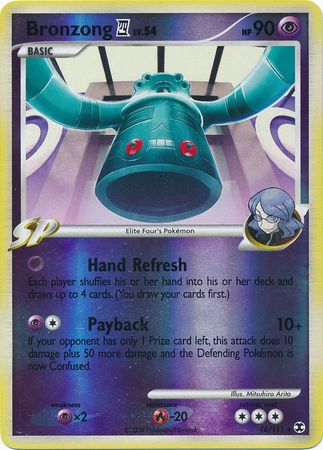 Bronzong 四 LV.54 HP 90
BASIC
Elite Four's Pokémon
SP
Hand Refresh
Each player shuffles his or her hand into his or her deck and
draws up to 4 cards. (You draw your cards first.)
Payback 10+
If your opponent has only 1 Prize card left, this attack does 10
damage plus 50 more damage and the Defending Pokémon is
now Confused.
Illus. Mitsuhiro Arita
weakness resistance retreat cost
×2 -20
©2009 Pokémon/Nintendo 16/111